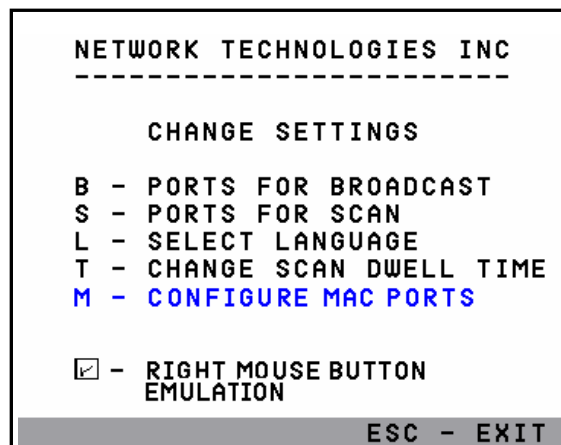 NETWORK TECHNOLOGIES INC
------------------------
CHANGE SETTINGS
B - PORTS FOR BROADCAST
S - PORTS FOR SCAN
L - SELECT LANGUAGE
T - CHANGE SCAN DWELL TIME
M - CONFIGURE MAC PORTS
☑ - RIGHT MOUSE BUTTON
EMULATION
ESC - EXIT